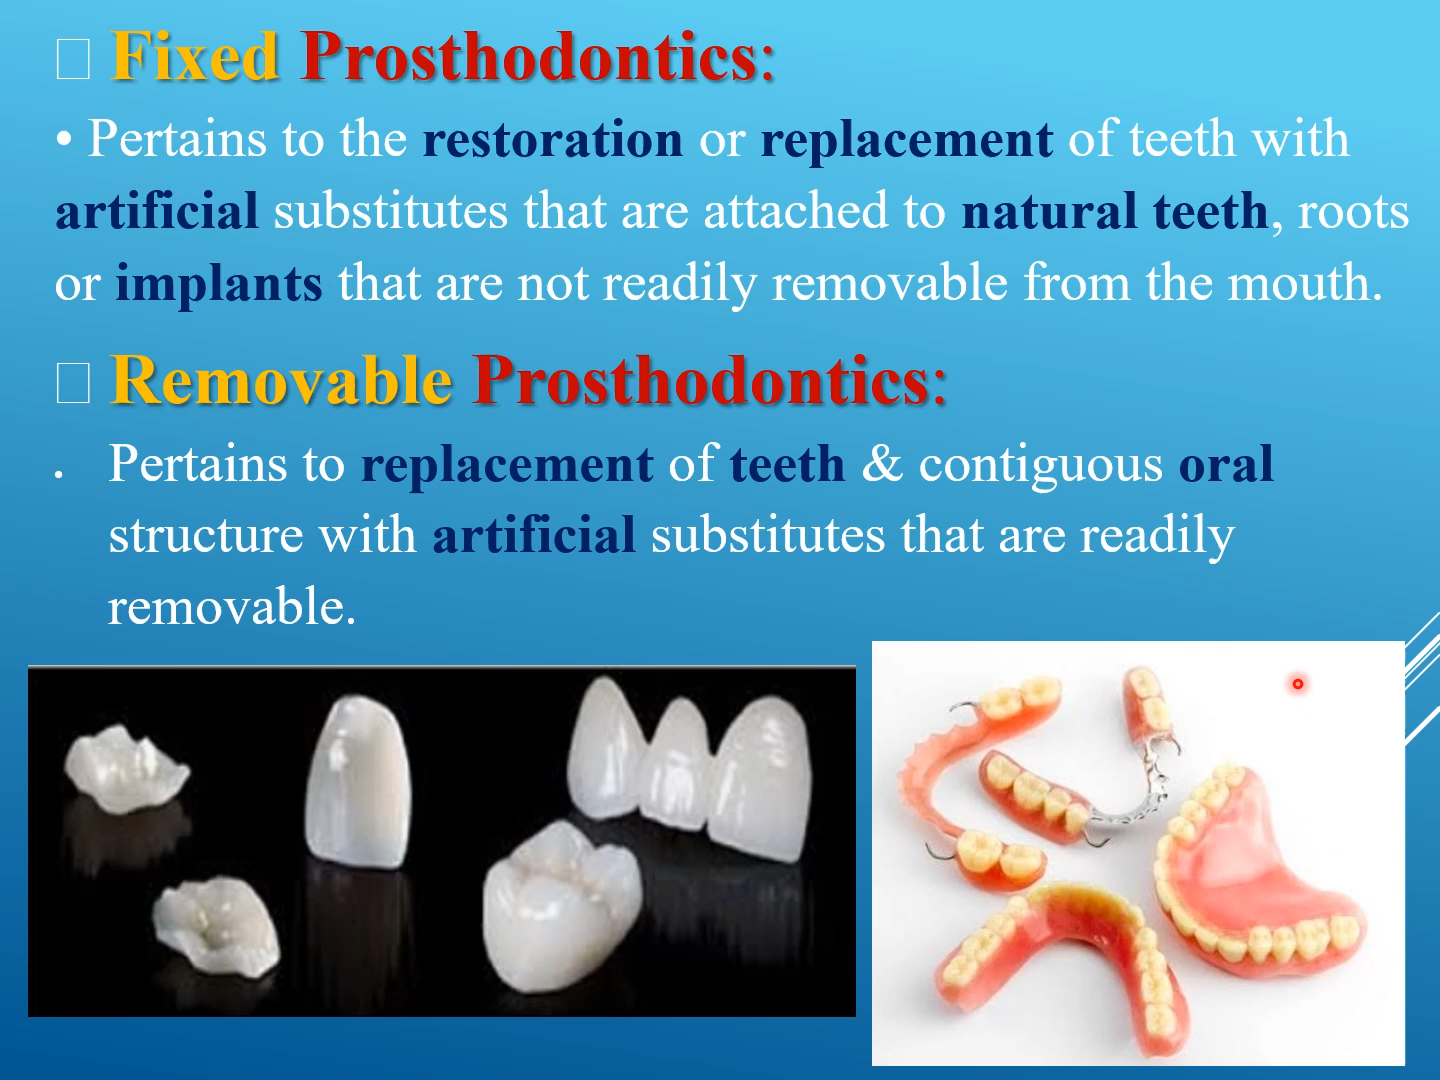 Fixed Prosthodontics:
• Pertains to the restoration or replacement of teeth with
artificial substitutes that are attached to natural teeth, roots
or implants that are not readily removable from the mouth.
Removable Prosthodontics:
• Pertains to replacement of teeth & contiguous oral
structure with artificial substitutes that are readily
removable.